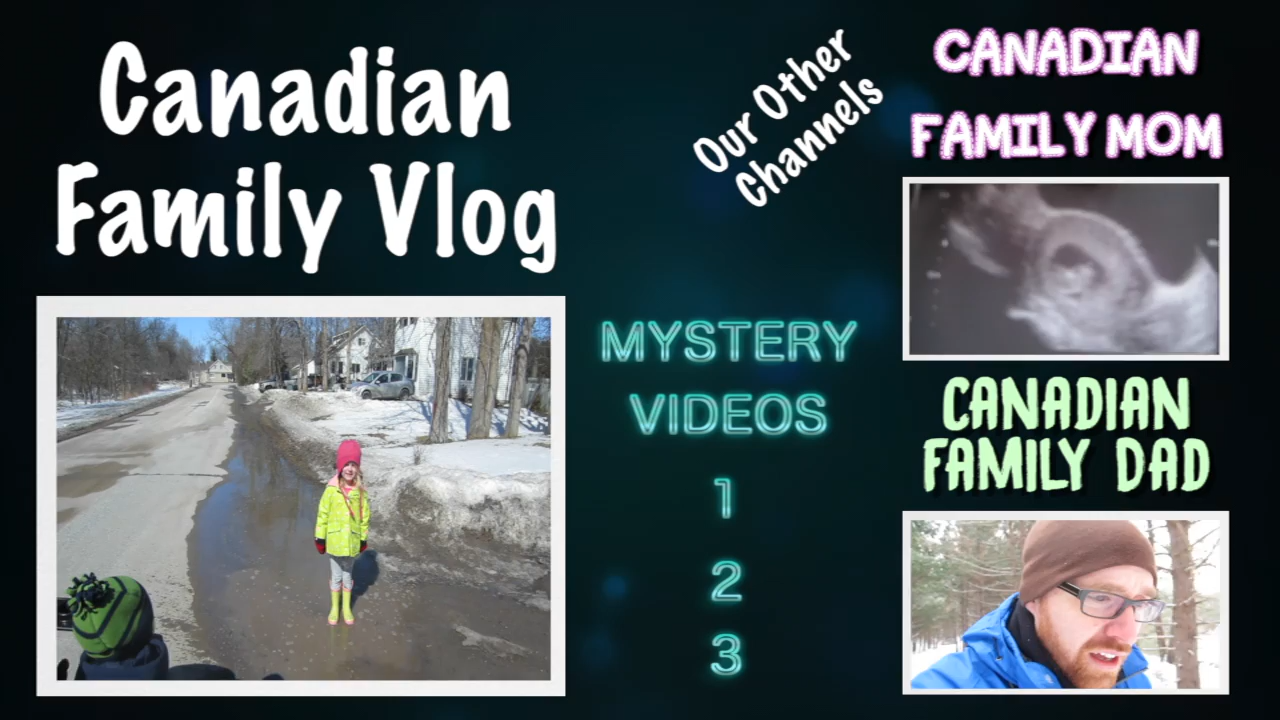 Canadian
Family Vlog
Our Other
Channels
CANADIAN
FAMILY MOM
MYSTERY
VIDEOS
1
2
3
CANADIAN
FAMILY DAD